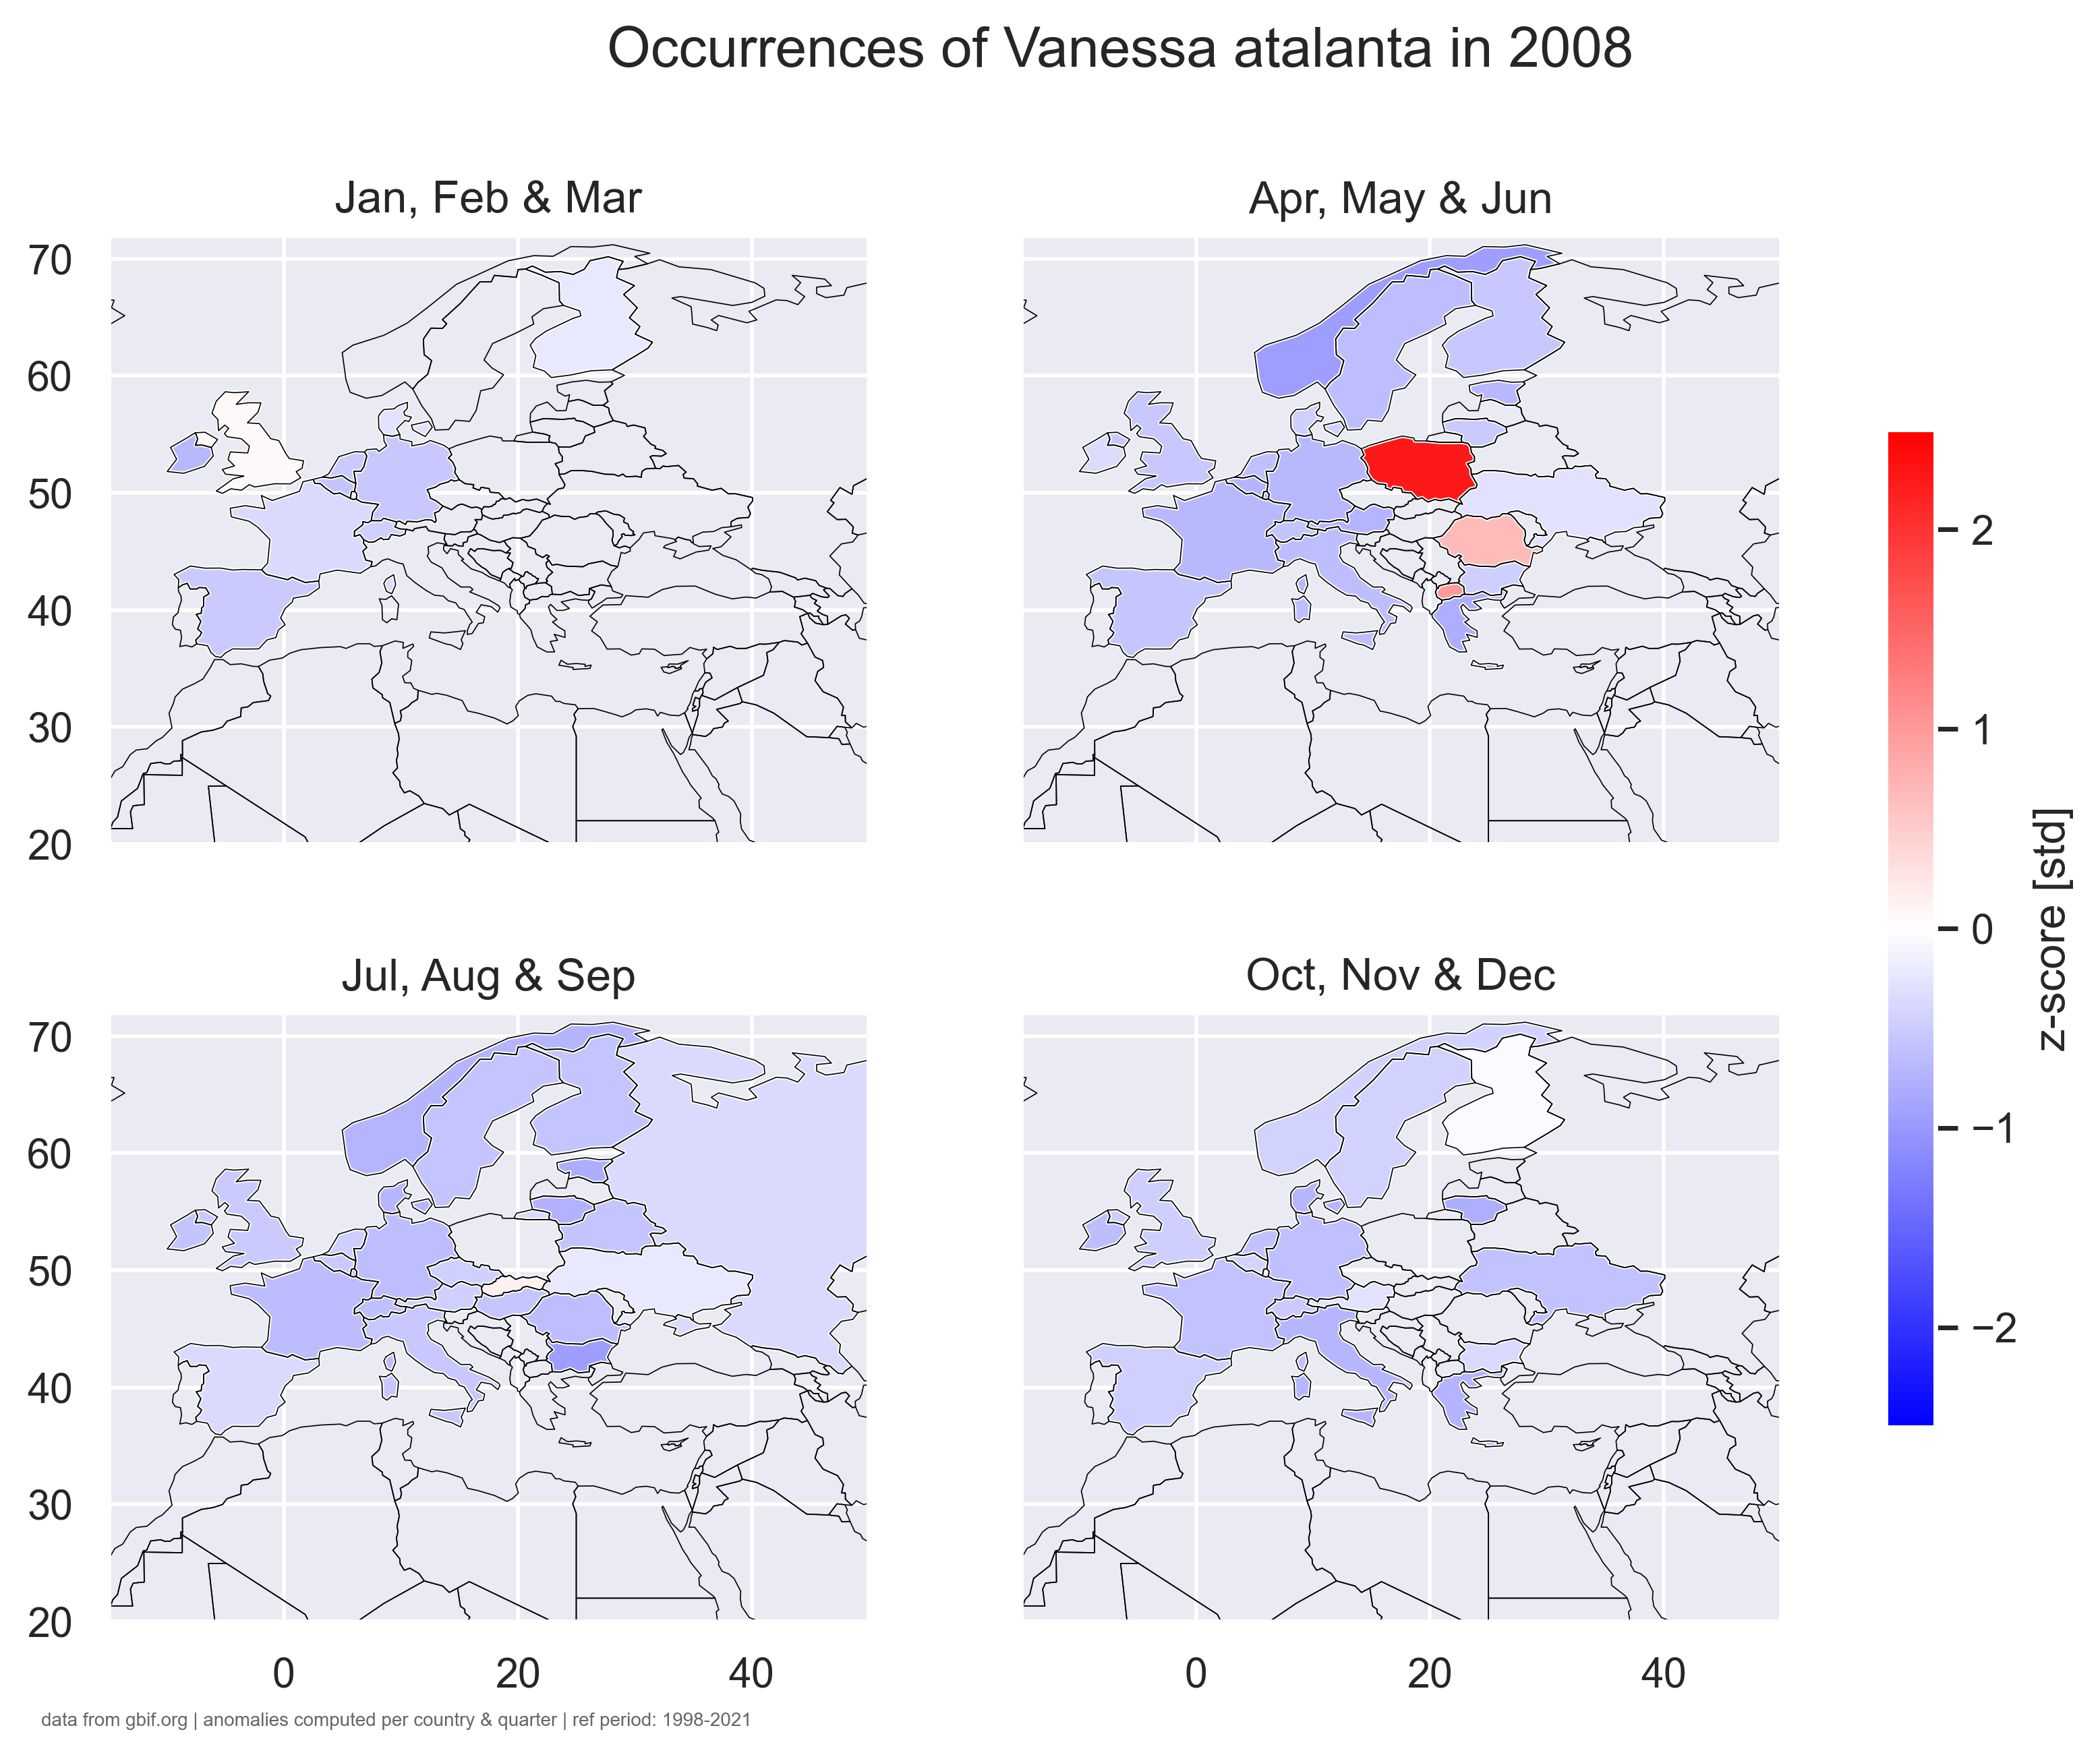 Occurrences of Vanessa atalanta in 2008
Jan, Feb & Mar
Apr, May & Jun
70
60
50
40
30
20
2
1
0
−1
−2
z-score [std]
Jul, Aug & Sep
Oct, Nov & Dec
70
60
50
40
30
20
0 20 40
0 20 40
data from gbif.org | anomalies computed per country & quarter | ref period: 1998-2021